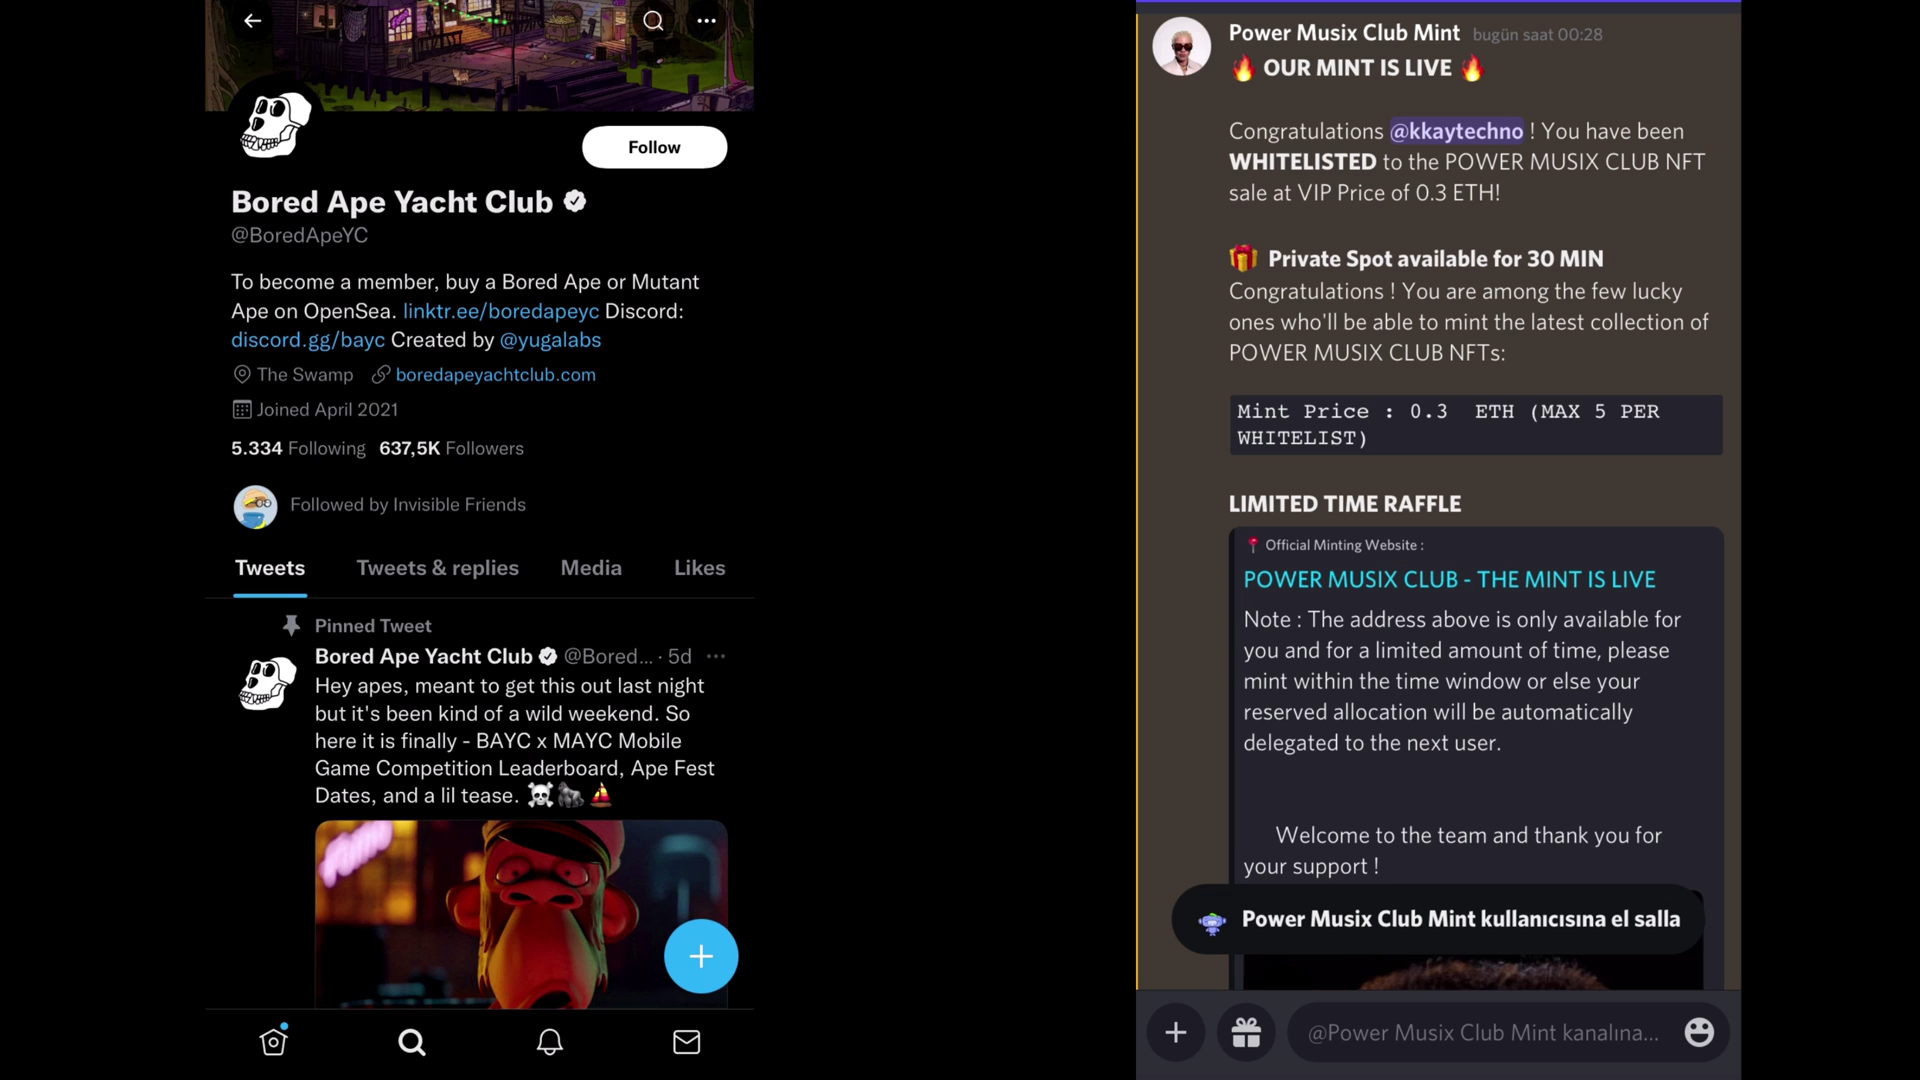 Follow
Bored Ape Yacht Club
@BoredApeYC
To become a member, buy a Bored Ape or Mutant
Ape on OpenSea. linktr.ee/boredapeyc Discord:
discord.gg/bayc Created by @yugalabs
The Swamp boredapeyachtclub.com
Joined April 2021
5.334 Following 637,5K Followers
Followed by Invisible Friends
Tweets Tweets & replies Media Likes
Pinned Tweet
Bored Ape Yacht Club @Bored... · 5d
Hey apes, meant to get this out last night
but it's been kind of a wild weekend. So
here it is finally - BAYC x MAYC Mobile
Game Competition Leaderboard, Ape Fest
Dates, and a lil tease. ☠️🦍⛵
Power Musix Club Mint bugün saat 00:28
🔥 OUR MINT IS LIVE 🔥
Congratulations @kkaytechno ! You have been
WHITELISTED to the POWER MUSIX CLUB NFT
sale at VIP Price of 0.3 ETH!
🎁 Private Spot available for 30 MIN
Congratulations ! You are among the few lucky
ones who'll be able to mint the latest collection of
POWER MUSIX CLUB NFTs:
Mint Price : 0.3 ETH (MAX 5 PER
WHITELIST)
LIMITED TIME RAFFLE
📍 Official Minting Website :
POWER MUSIX CLUB - THE MINT IS LIVE
Note : The address above is only available for
you and for a limited amount of time, please
mint within the time window or else your
reserved allocation will be automatically
delegated to the next user.
Welcome to the team and thank you for
your support !
Power Musix Club Mint kullanıcısına el salla
@Power Musix Club Mint kanalına...